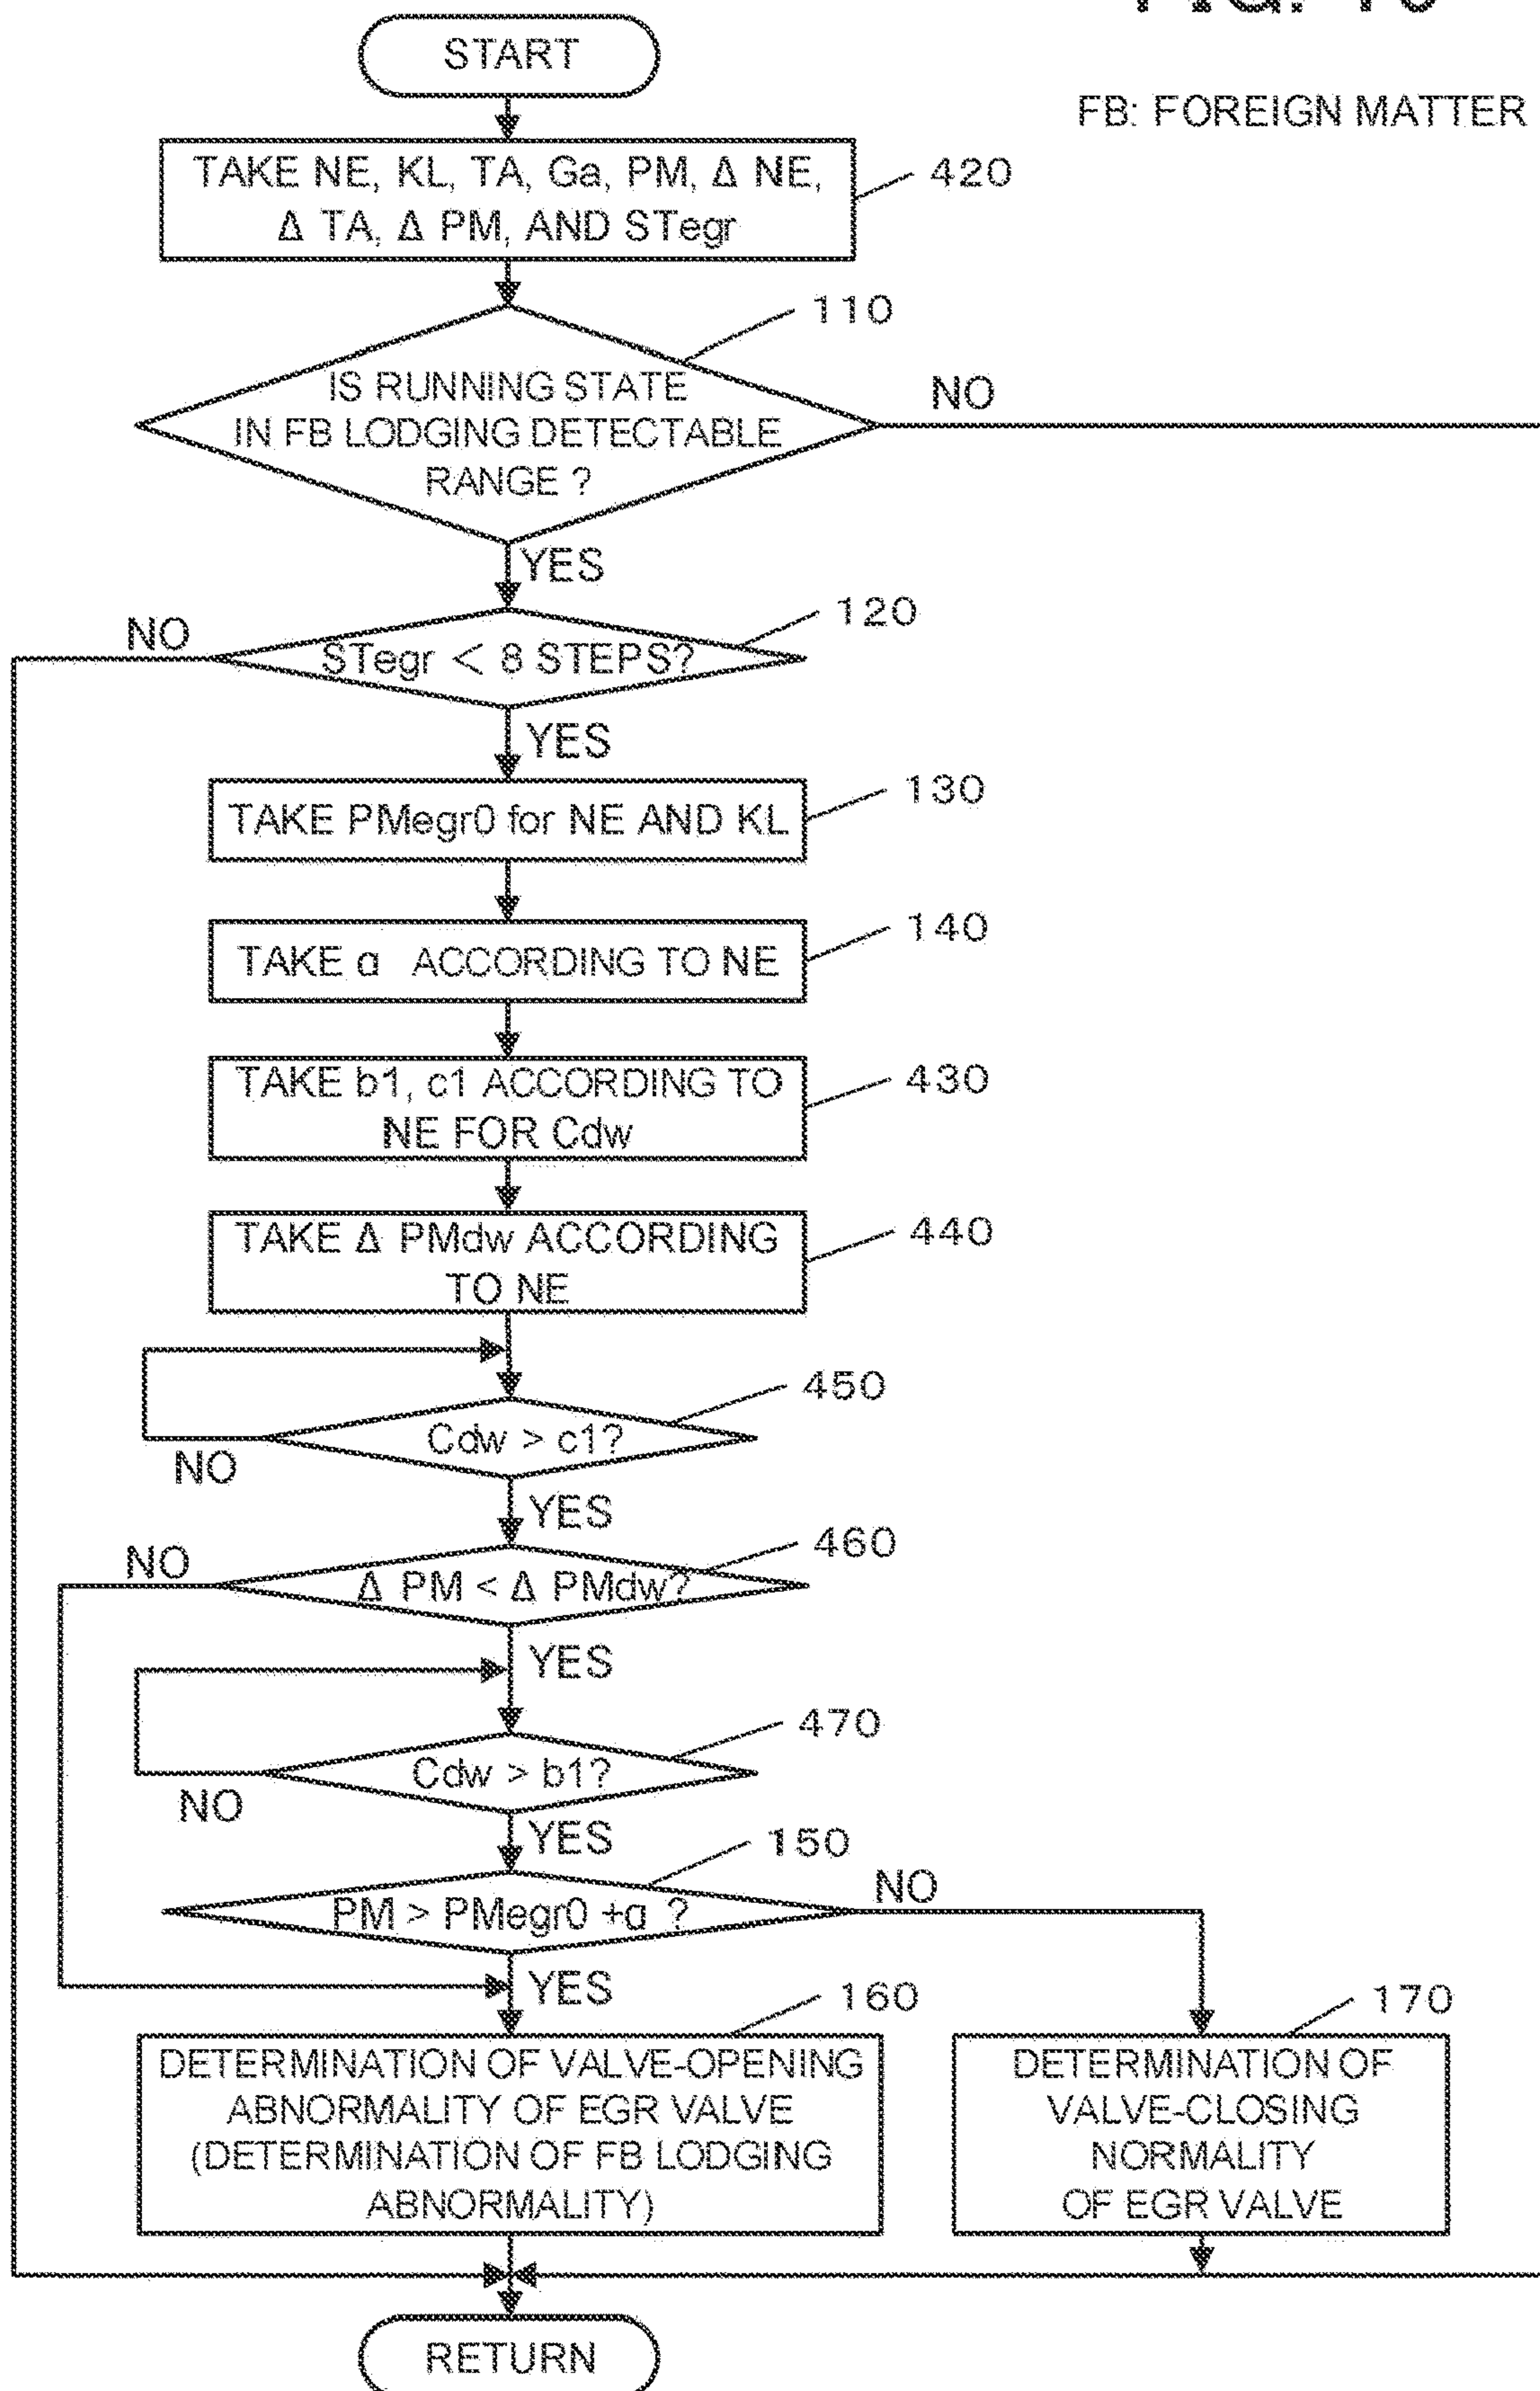 START
FB: FOREIGN MATTER
TAKE NE, KL, TA, Ga, PM, Δ NE,
Δ TA, Δ PM, AND STegr
420
110
IS RUNNING STATE
IN FB LODGING DETECTABLE
RANGE ?
NO
YES
120
NO
STegr < 8 STEPS?
YES
130
TAKE PMegr0 for NE AND KL
140
TAKE α ACCORDING TO NE
430
TAKE b1, c1 ACCORDING TO
NE FOR Cdw
440
TAKE Δ PMdw ACCORDING
TO NE
450
Cdw > c1?
NO
YES
460
NO
Δ PM < Δ PMdw?
YES
470
Cdw > b1?
NO
YES
150
NO
PM > PMegr0 +α ?
YES
160
170
DETERMINATION OF VALVE-OPENING
ABNORMALITY OF EGR VALVE
(DETERMINATION OF FB LODGING
ABNORMALITY)
DETERMINATION OF
VALVE-CLOSING
NORMALITY
OF EGR VALVE
RETURN